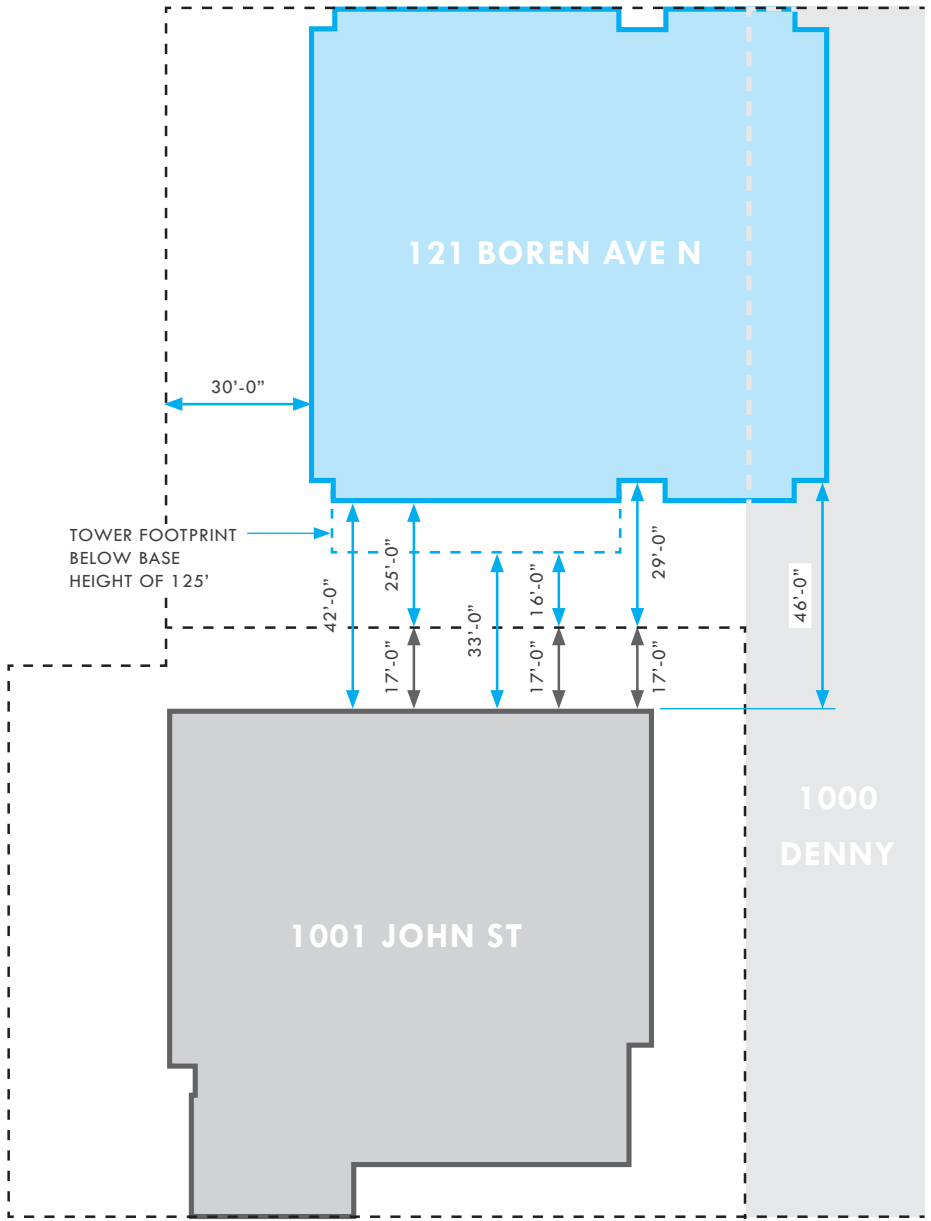 121 BOREN AVE N
30’-0”
TOWER FOOTPRINT
BELOW BASE
HEIGHT OF 125’
42’-0”
25’-0”
33’-0”
16’-0”
29’-0”
46’-0”
17’-0”
17’-0”
17’-0”
1000
DENNY
1001 JOHN ST